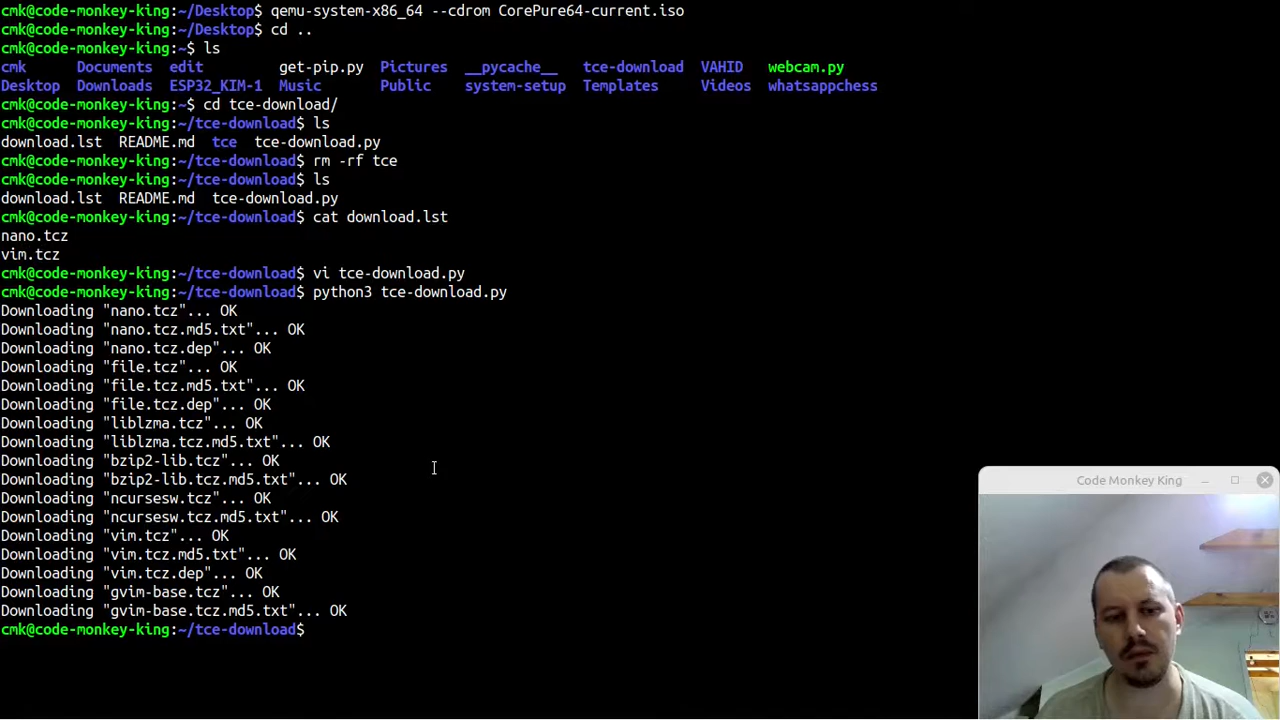 cmk@code-monkey-king:~/Desktop$ qemu-system-x86_64 --cdrom CorePure64-current.iso
cmk@code-monkey-king:~/Desktop$ cd ..
cmk@code-monkey-king:~$ ls
cmk Documents edit get-pip.py Pictures __pycache__ tce-download VAHID webcam.py
Desktop Downloads ESP32_KIM-1 Music Public system-setup Templates Videos whatsappchess
cmk@code-monkey-king:~$ cd tce-download/
cmk@code-monkey-king:~/tce-download$ ls
download.lst README.md tce tce-download.py
cmk@code-monkey-king:~/tce-download$ rm -rf tce
cmk@code-monkey-king:~/tce-download$ ls
download.lst README.md tce-download.py
cmk@code-monkey-king:~/tce-download$ cat download.lst
nano.tcz
vim.tcz
cmk@code-monkey-king:~/tce-download$ vi tce-download.py
cmk@code-monkey-king:~/tce-download$ python3 tce-download.py
Downloading "nano.tcz"... OK
Downloading "nano.tcz.md5.txt"... OK
Downloading "nano.tcz.dep"... OK
Downloading "file.tcz"... OK
Downloading "file.tcz.md5.txt"... OK
Downloading "file.tcz.dep"... OK
Downloading "liblzma.tcz"... OK
Downloading "liblzma.tcz.md5.txt"... OK
Downloading "bzip2-lib.tcz"... OK
Downloading "bzip2-lib.tcz.md5.txt"... OK
Downloading "ncursesw.tcz"... OK
Downloading "ncursesw.tcz.md5.txt"... OK
Downloading "vim.tcz"... OK
Downloading "vim.tcz.md5.txt"... OK
Downloading "vim.tcz.dep"... OK
Downloading "gvim-base.tcz"... OK
Downloading "gvim-base.tcz.md5.txt"... OK
cmk@code-monkey-king:~/tce-download$
Code Monkey King